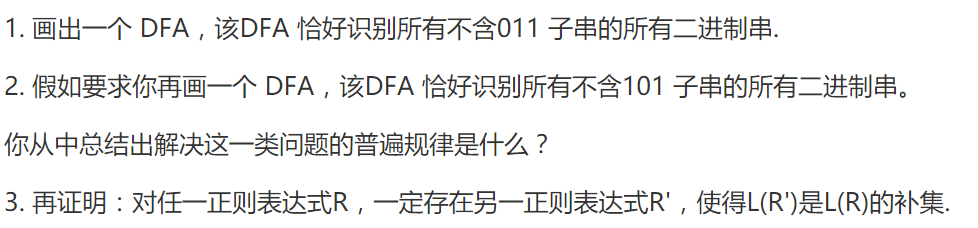 1. 画出一个 DFA，该DFA 恰好识别所有不含011 子串的所有二进制串.
2. 假如要求你再画一个 DFA，该DFA 恰好识别所有不含101 子串的所有二进制串。
你从中总结出解决这一类问题的普遍规律是什么？
3. 再证明：对任一正则表达式R，一定存在另一正则表达式R'，使得L(R')是L(R)的补集.